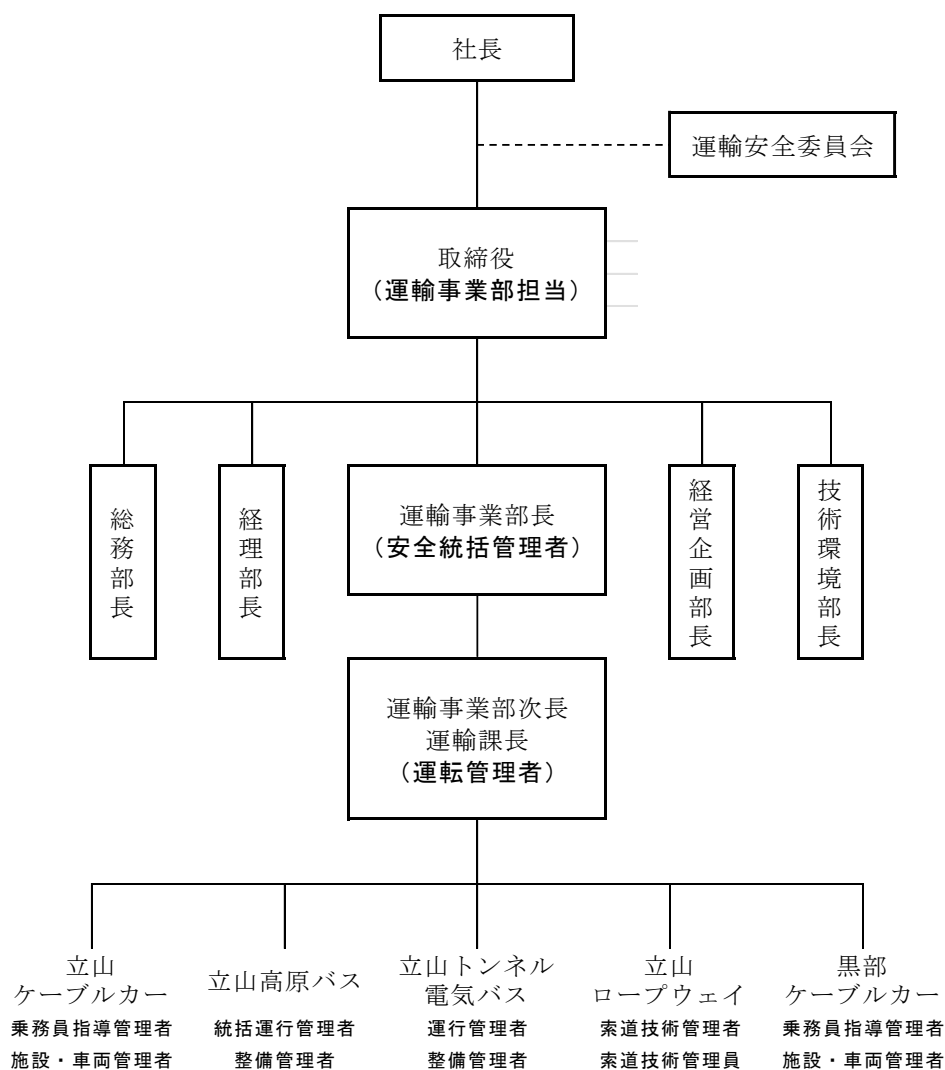 社長
運輸安全委員会
取締役
（運輸事業部担当）
総務部長
経理部長
運輸事業部長
（安全統括管理者）
経営企画部長
技術環境部長
運輸事業部次長
運輸課長
（運転管理者）
立山
ケーブルカー
乗務員指導管理者
施設・車両管理者
立山高原バス
統括運行管理者
整備管理者
立山トンネル
電気バス
運行管理者
整備管理者
立山
ロープウェイ
索道技術管理者
索道技術管理員
黒部
ケーブルカー
乗務員指導管理者
施設・車両管理者